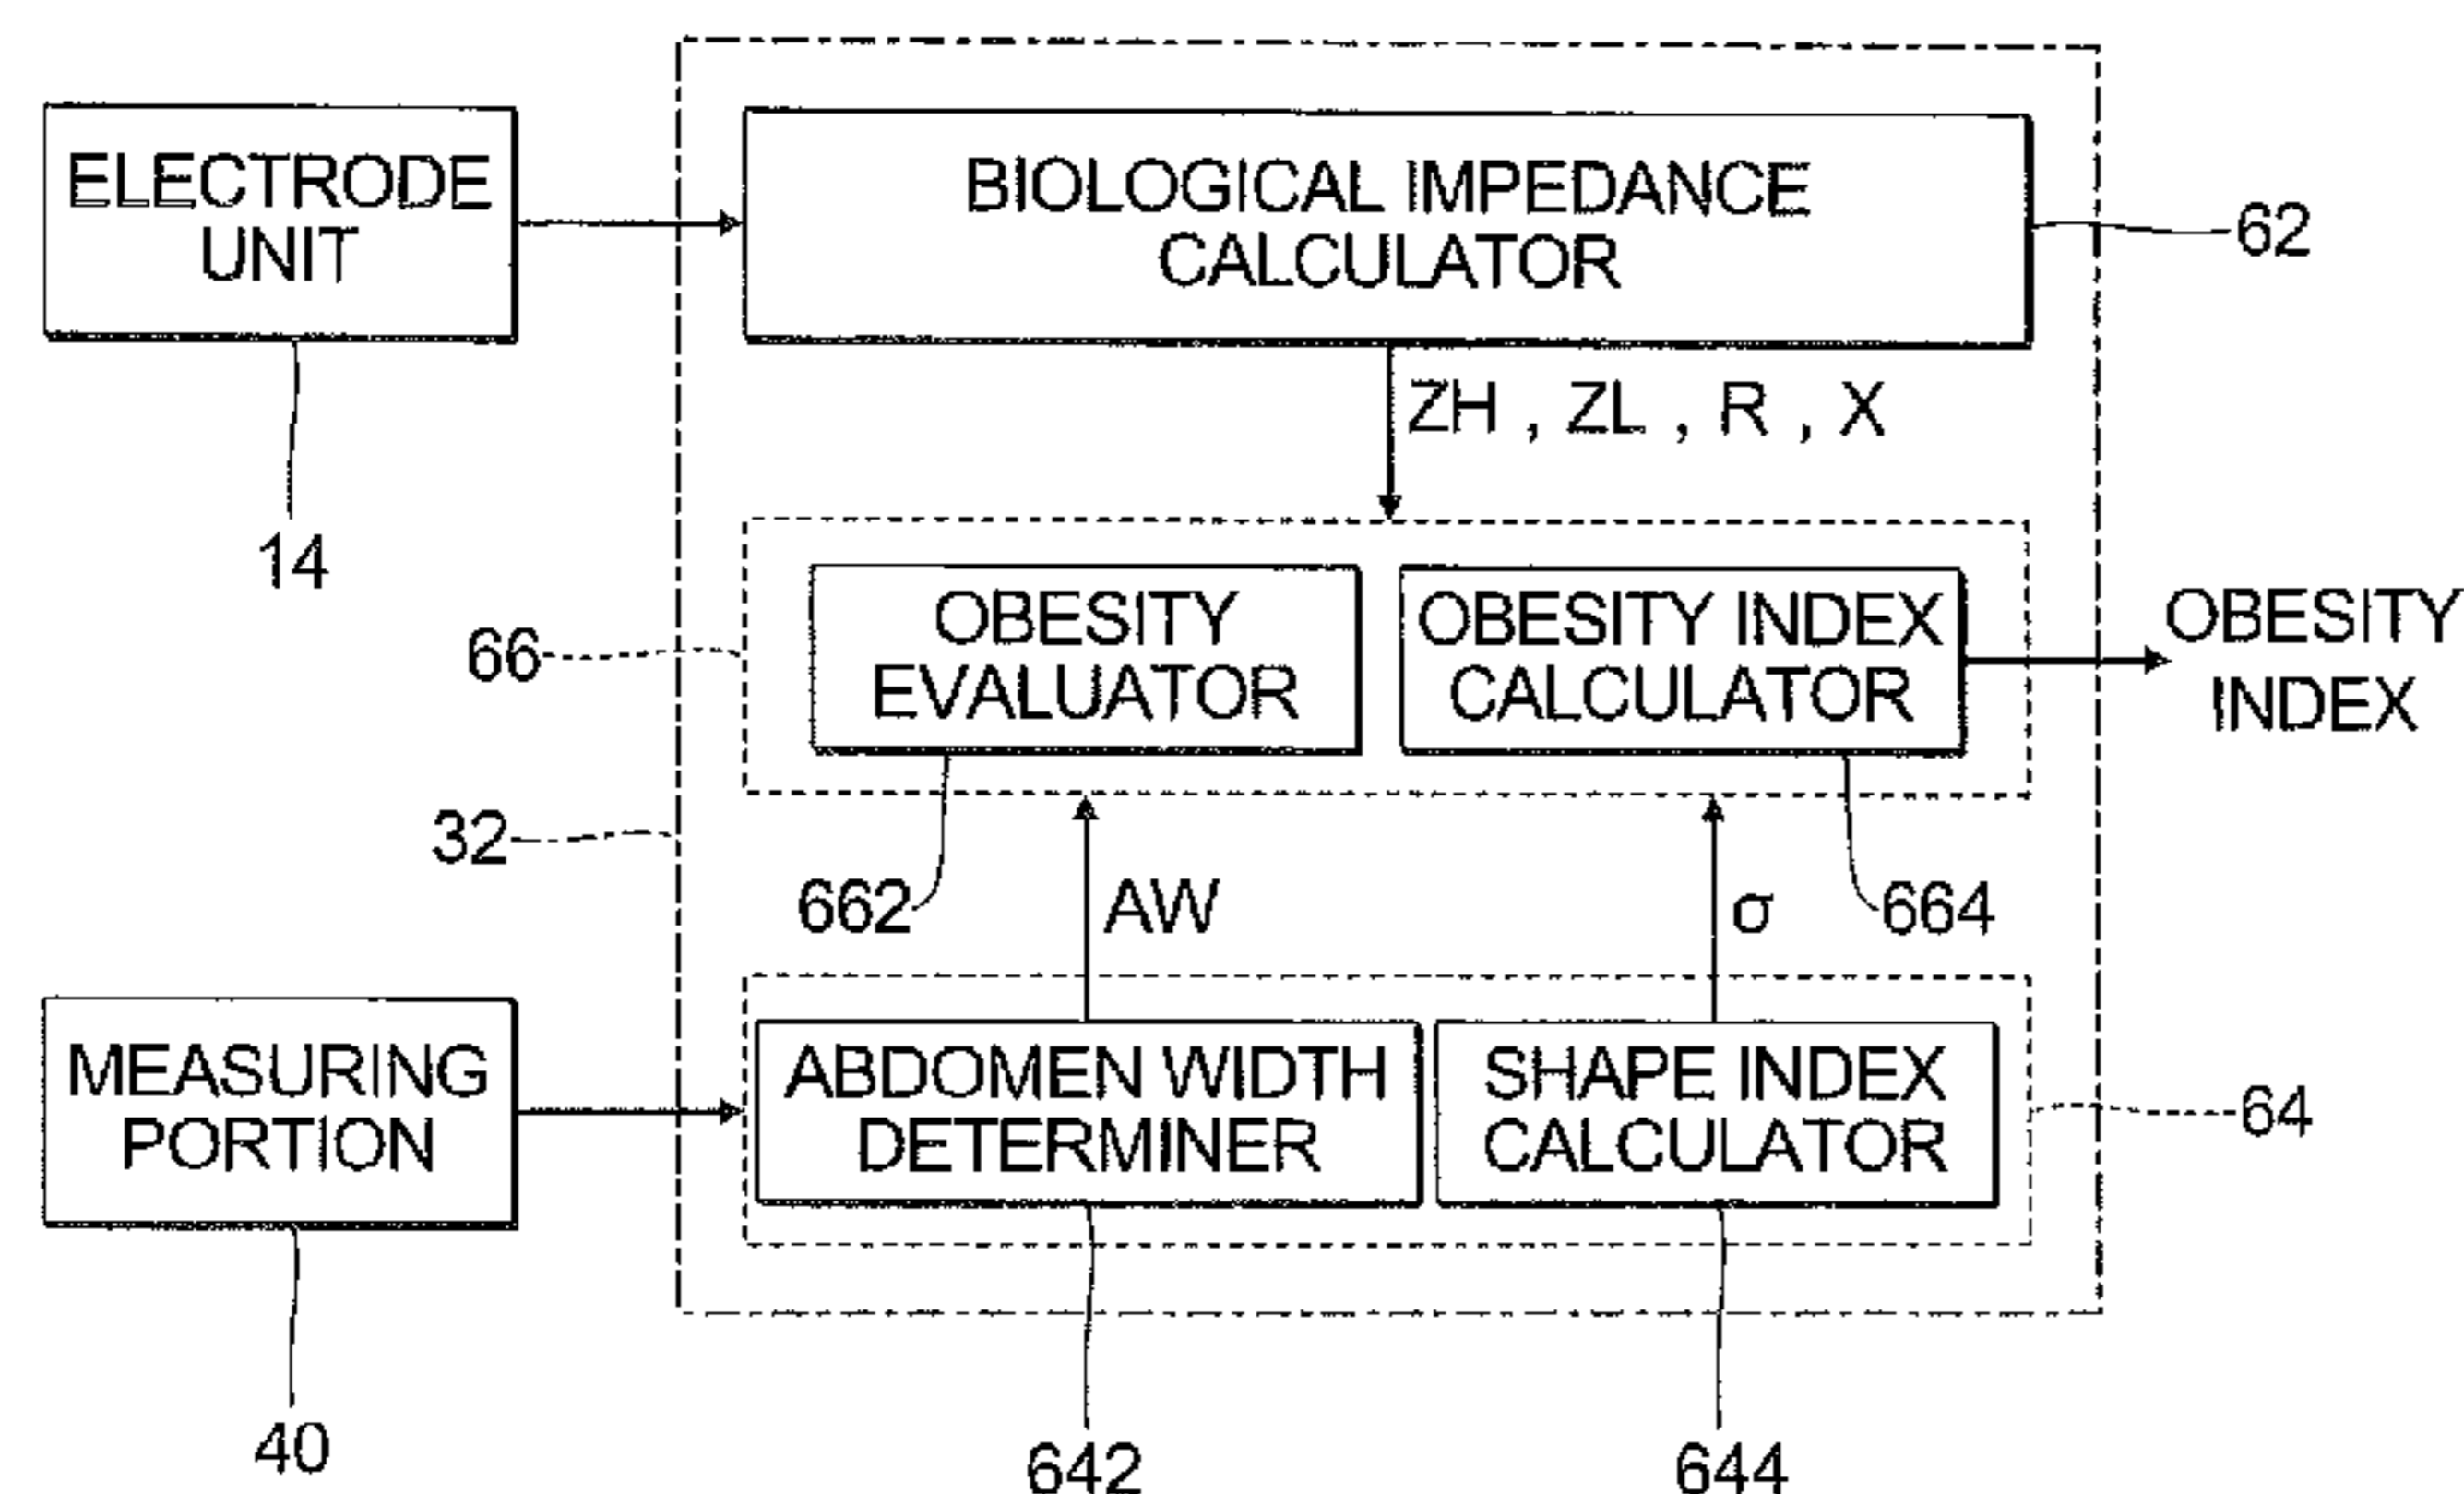 ELECTRODE
UNIT
14
BIOLOGICAL IMPEDANCE
CALCULATOR
62
ZH , ZL , R , X
66
OBESITY
EVALUATOR
662
OBESITY INDEX
CALCULATOR
664
OBESITY
INDEX
32
AW
σ
MEASURING
PORTION
40
ABDOMEN WIDTH
DETERMINER
642
SHAPE INDEX
CALCULATOR
644
64